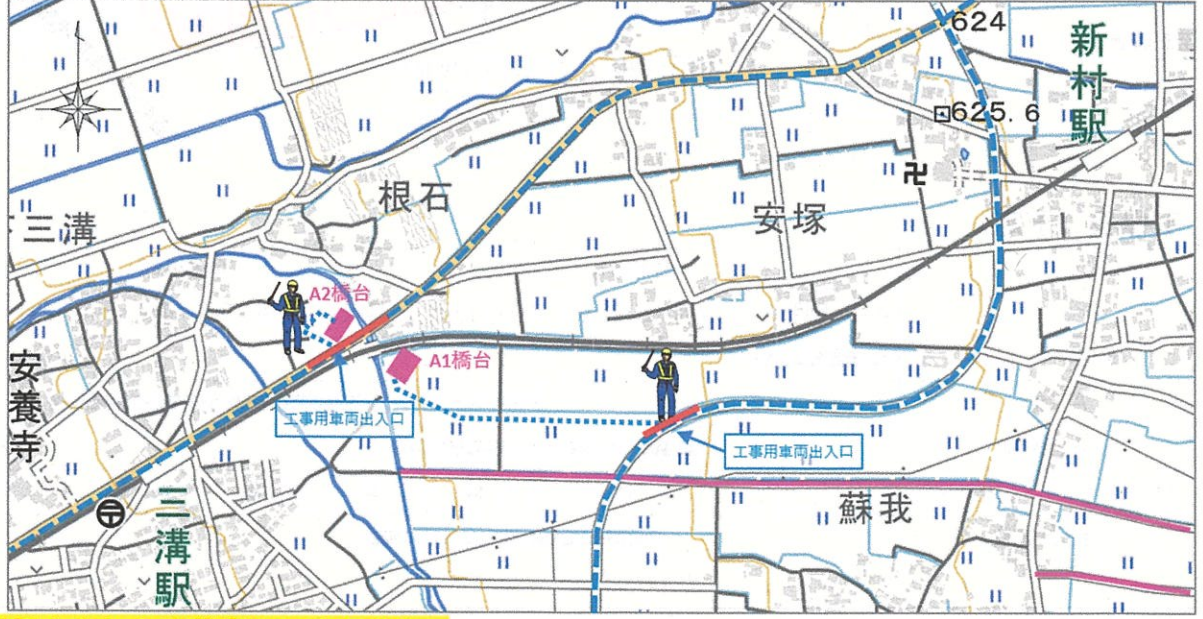 624
新村駅
625.6
根石
安塚
三溝
A2橋台
A1橋台
安養寺
工事用車両出入口
工事用車両出入口
蘇我
三溝駅